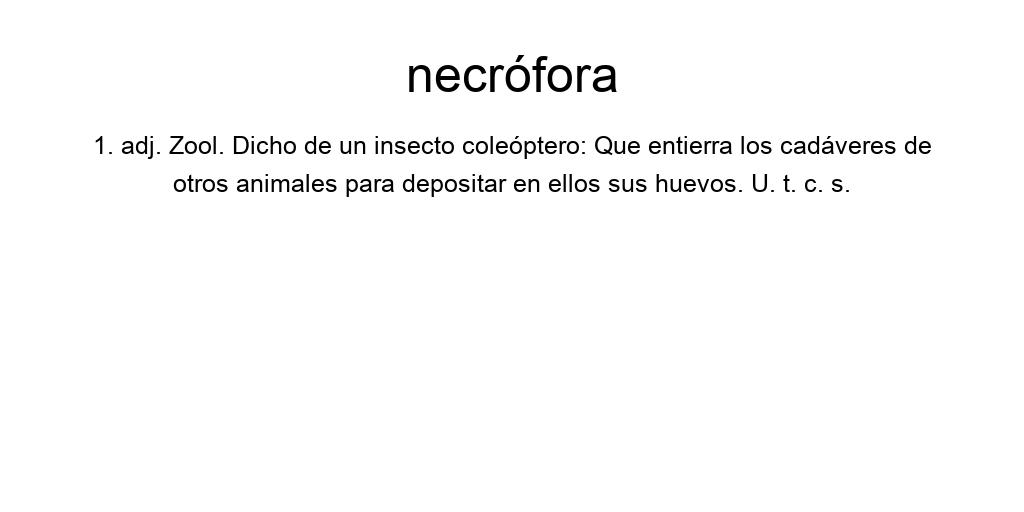 necrófora
1. adj. Zool. Dicho de un insecto coleóptero: Que entierra los cadáveres de
otros animales para depositar en ellos sus huevos. U. t. c. s.